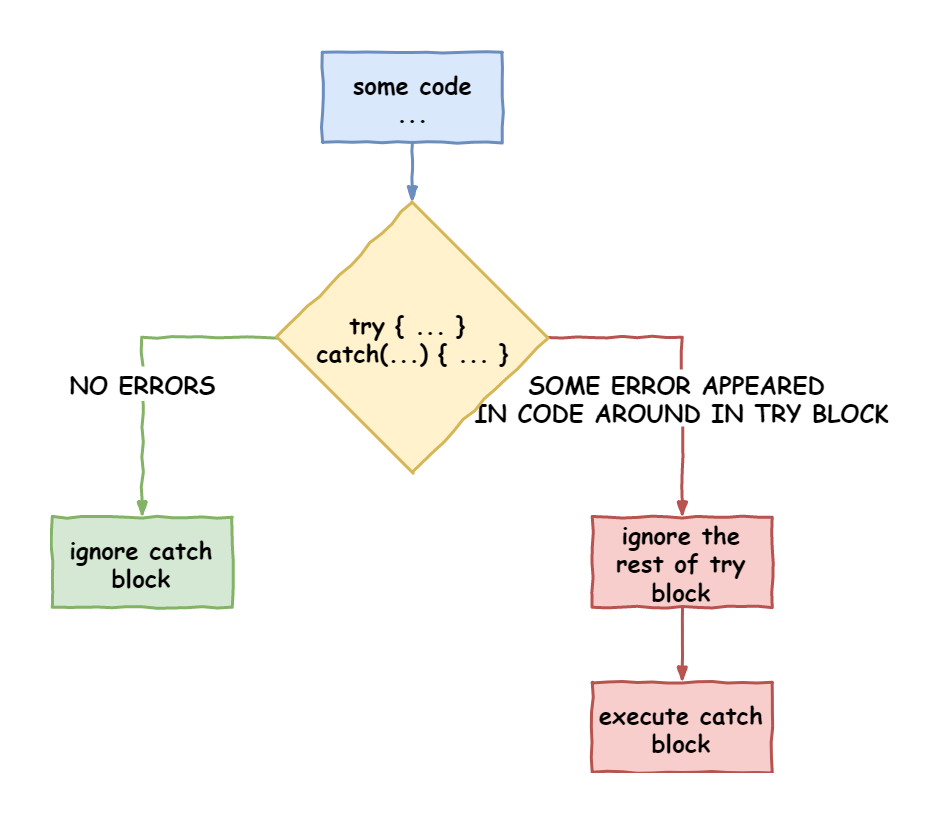 some code
...
try { ... }
catch(...) { ... }
NO ERRORS
SOME ERROR APPEARED
IN CODE AROUND IN TRY BLOCK
ignore catch
block
ignore the
rest of try
block
execute catch
block